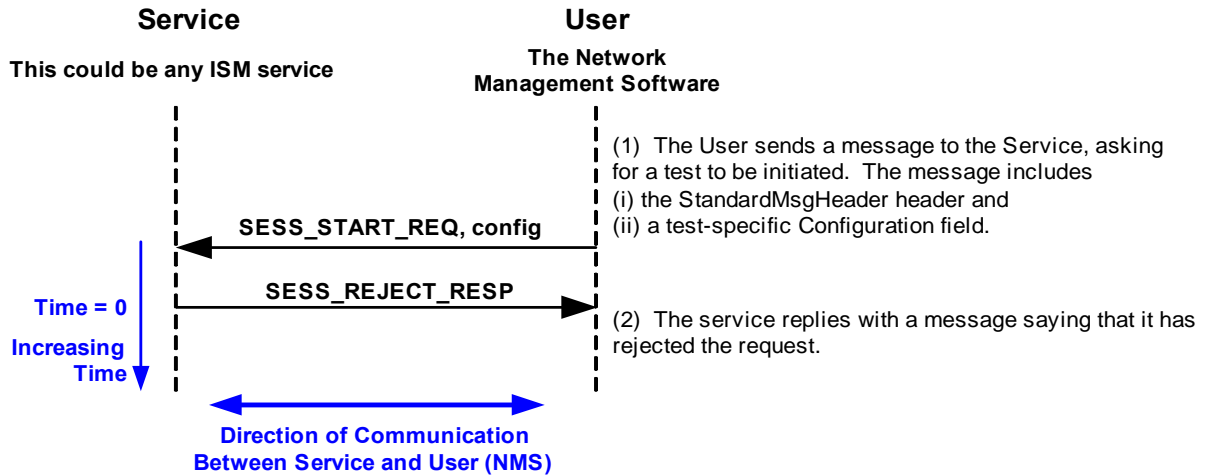 Service
User
This could be any ISM service
The Network
Management Software
(1) The User sends a message to the Service, asking
for a test to be initiated. The message includes
(i) the StandardMsgHeader header and
(ii) a test-specific Configuration field.
SESS_START_REQ, config
SESS_REJECT_RESP
Time = 0
Increasing
Time
(2) The service replies with a message saying that it has
rejected the request.
Direction of Communication
Between Service and User (NMS)